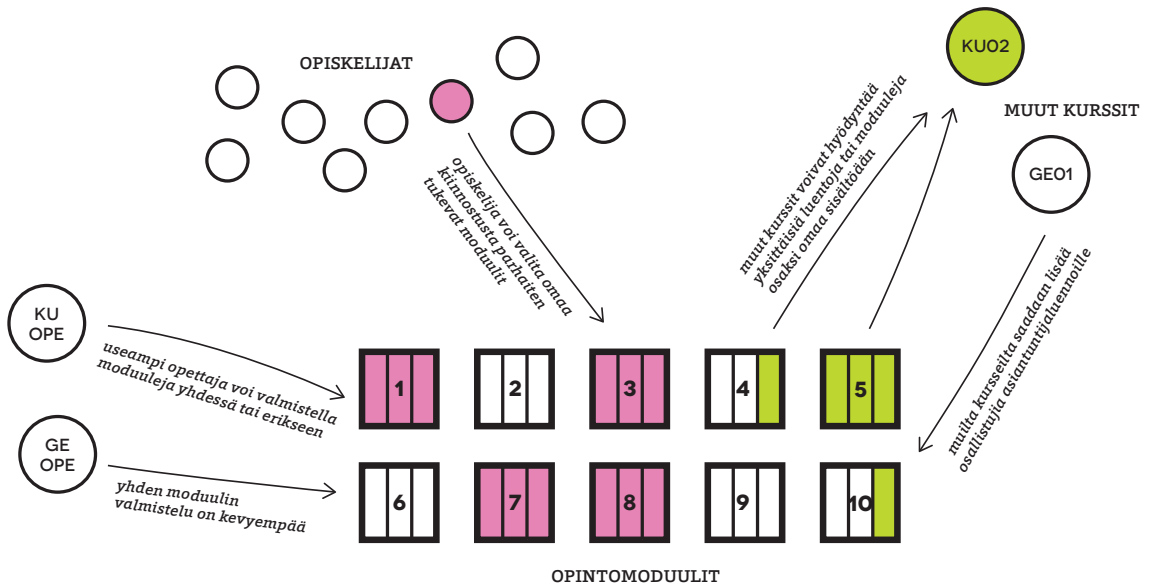 OPISKELIJAT
KU02
MUUT KURSSIT
GE01
opiskelija voi valita omaa
kiinnostusta parhaiten
tukevat moduulit
muut kurssit voivat hyödyntää
yksittäisiä luentoja tai moduuleja
osaksi omaa sisältöään
muilta kursseilta saadaan lisää
osallistujia asiantuntijaluennoille
KU
OPE
useampi opettaja voi valmistella
moduuleja yhdessä tai erikseen
GE
OPE
yhden moduulin
valmistelu on kevyempää
1 2 3 4 5
6 7 8 9 10
OPINTOMODUULIT